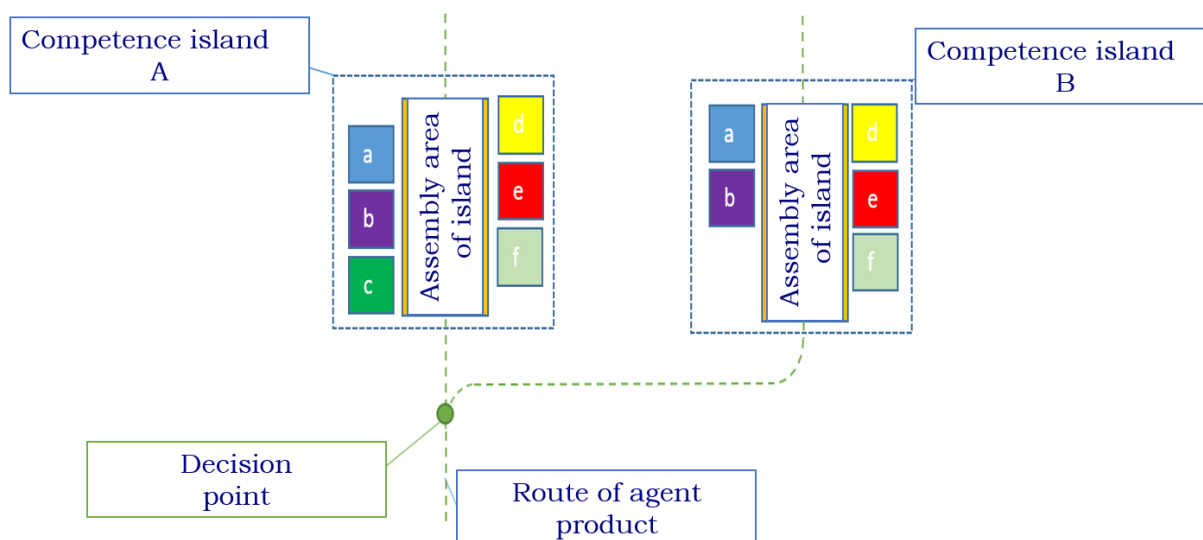 Competence island
A
Competence island
B
a
b
c
Assembly area
of island
d
e
f
a
b
Assembly area
of island
d
e
f
Decision
point
Route of agent
product